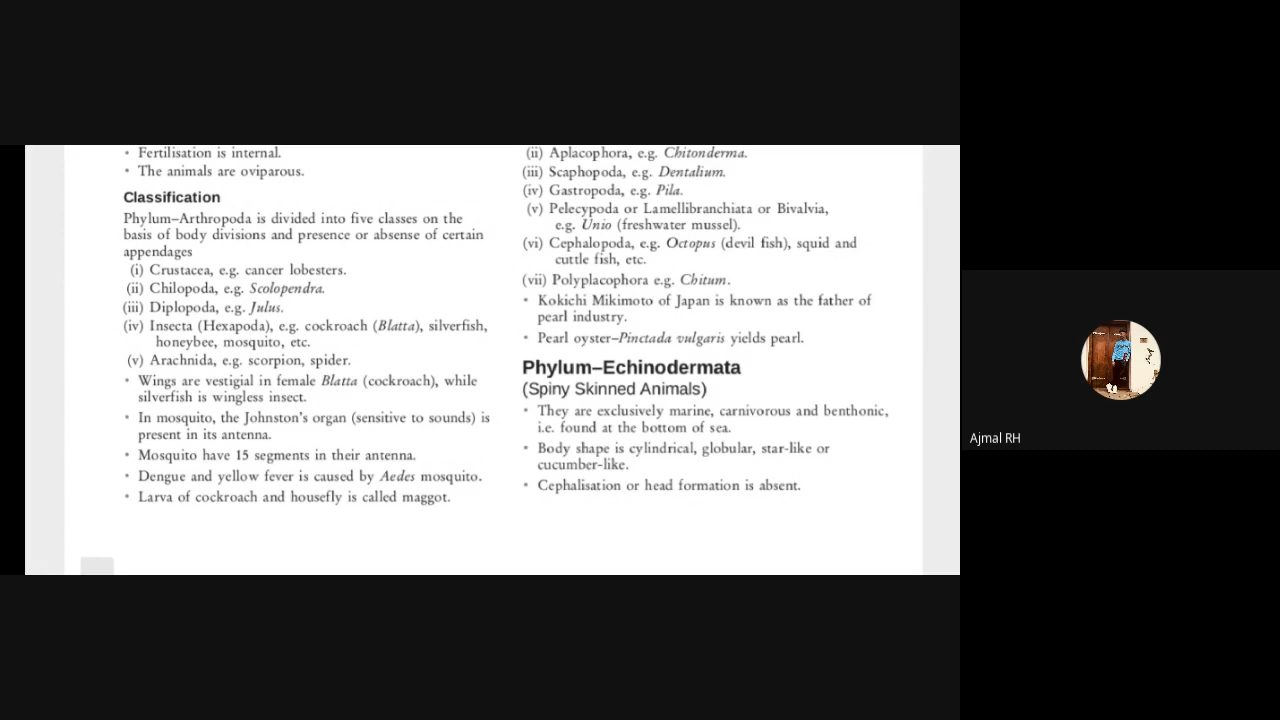 • Fertilisation is internal.
• The animals are oviparous.
Classification
Phylum–Arthropoda is divided into five classes on the
basis of body divisions and presence or absense of certain
appendages
(i) Crustacea, e.g. cancer lobesters.
(ii) Chilopoda, e.g. Scolopendra.
(iii) Diplopoda, e.g. Julus.
(iv) Insecta (Hexapoda), e.g. cockroach (Blatta), silverfish,
honeybee, mosquito, etc.
(v) Arachnida, e.g. scorpion, spider.
• Wings are vestigial in female Blatta (cockroach), while
silverfish is wingless insect.
• In mosquito, the Johnston's organ (sensitive to sounds) is
present in its antenna.
• Mosquito have 15 segments in their antenna.
• Dengue and yellow fever is caused by Aedes mosquito.
• Larva of cockroach and housefly is called maggot.
(ii) Aplacophora, e.g. Chitonderma.
(iii) Scaphopoda, e.g. Dentalium.
(iv) Gastropoda, e.g. Pila.
(v) Pelecypoda or Lamellibranchiata or Bivalvia,
e.g. Unio (freshwater mussel).
(vi) Cephalopoda, e.g. Octopus (devil fish), squid and
cuttle fish, etc.
(vii) Polyplacophora e.g. Chitum.
• Kokichi Mikimoto of Japan is known as the father of
pearl industry.
• Pearl oyster–Pinctada vulgaris yields pearl.
Phylum–Echinodermata
(Spiny Skinned Animals)
• They are exclusively marine, carnivorous and benthonic,
i.e. found at the bottom of sea.
• Body shape is cylindrical, globular, star-like or
cucumber-like.
• Cephalisation or head formation is absent.
Ajmal RH